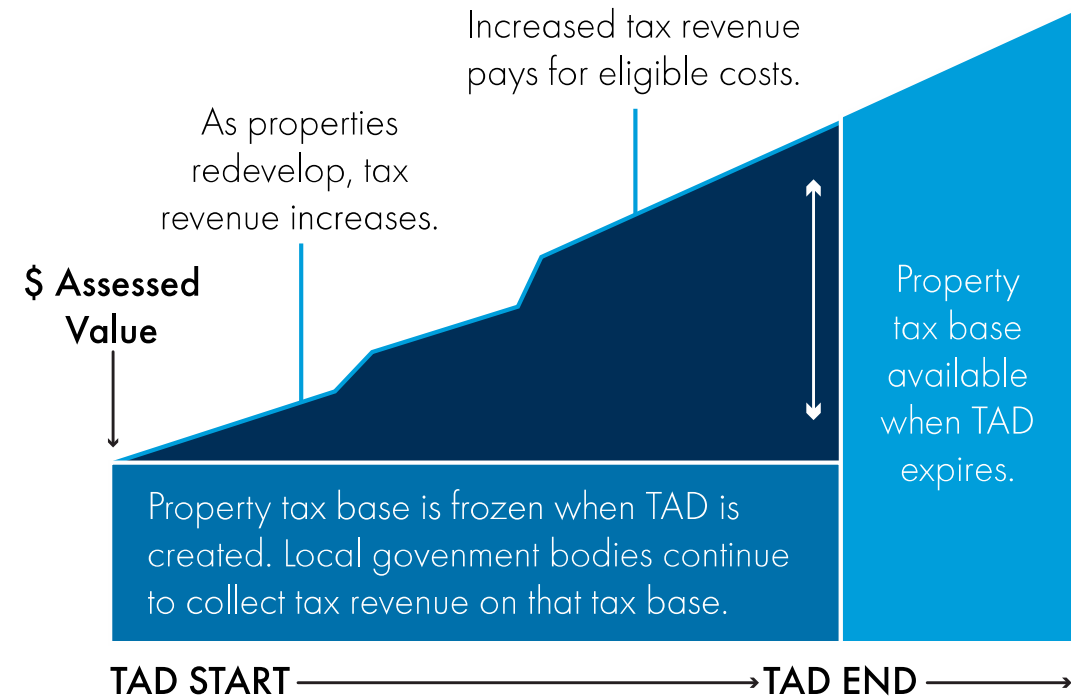 Increased tax revenue
pays for eligible costs.
As properties
redevelop, tax
revenue increases.
$ Assessed
Value
Property
tax base
available
when TAD
expires.
Property tax base is frozen when TAD is
created. Local govenment bodies continue
to collect tax revenue on that tax base.
TAD START
TAD END